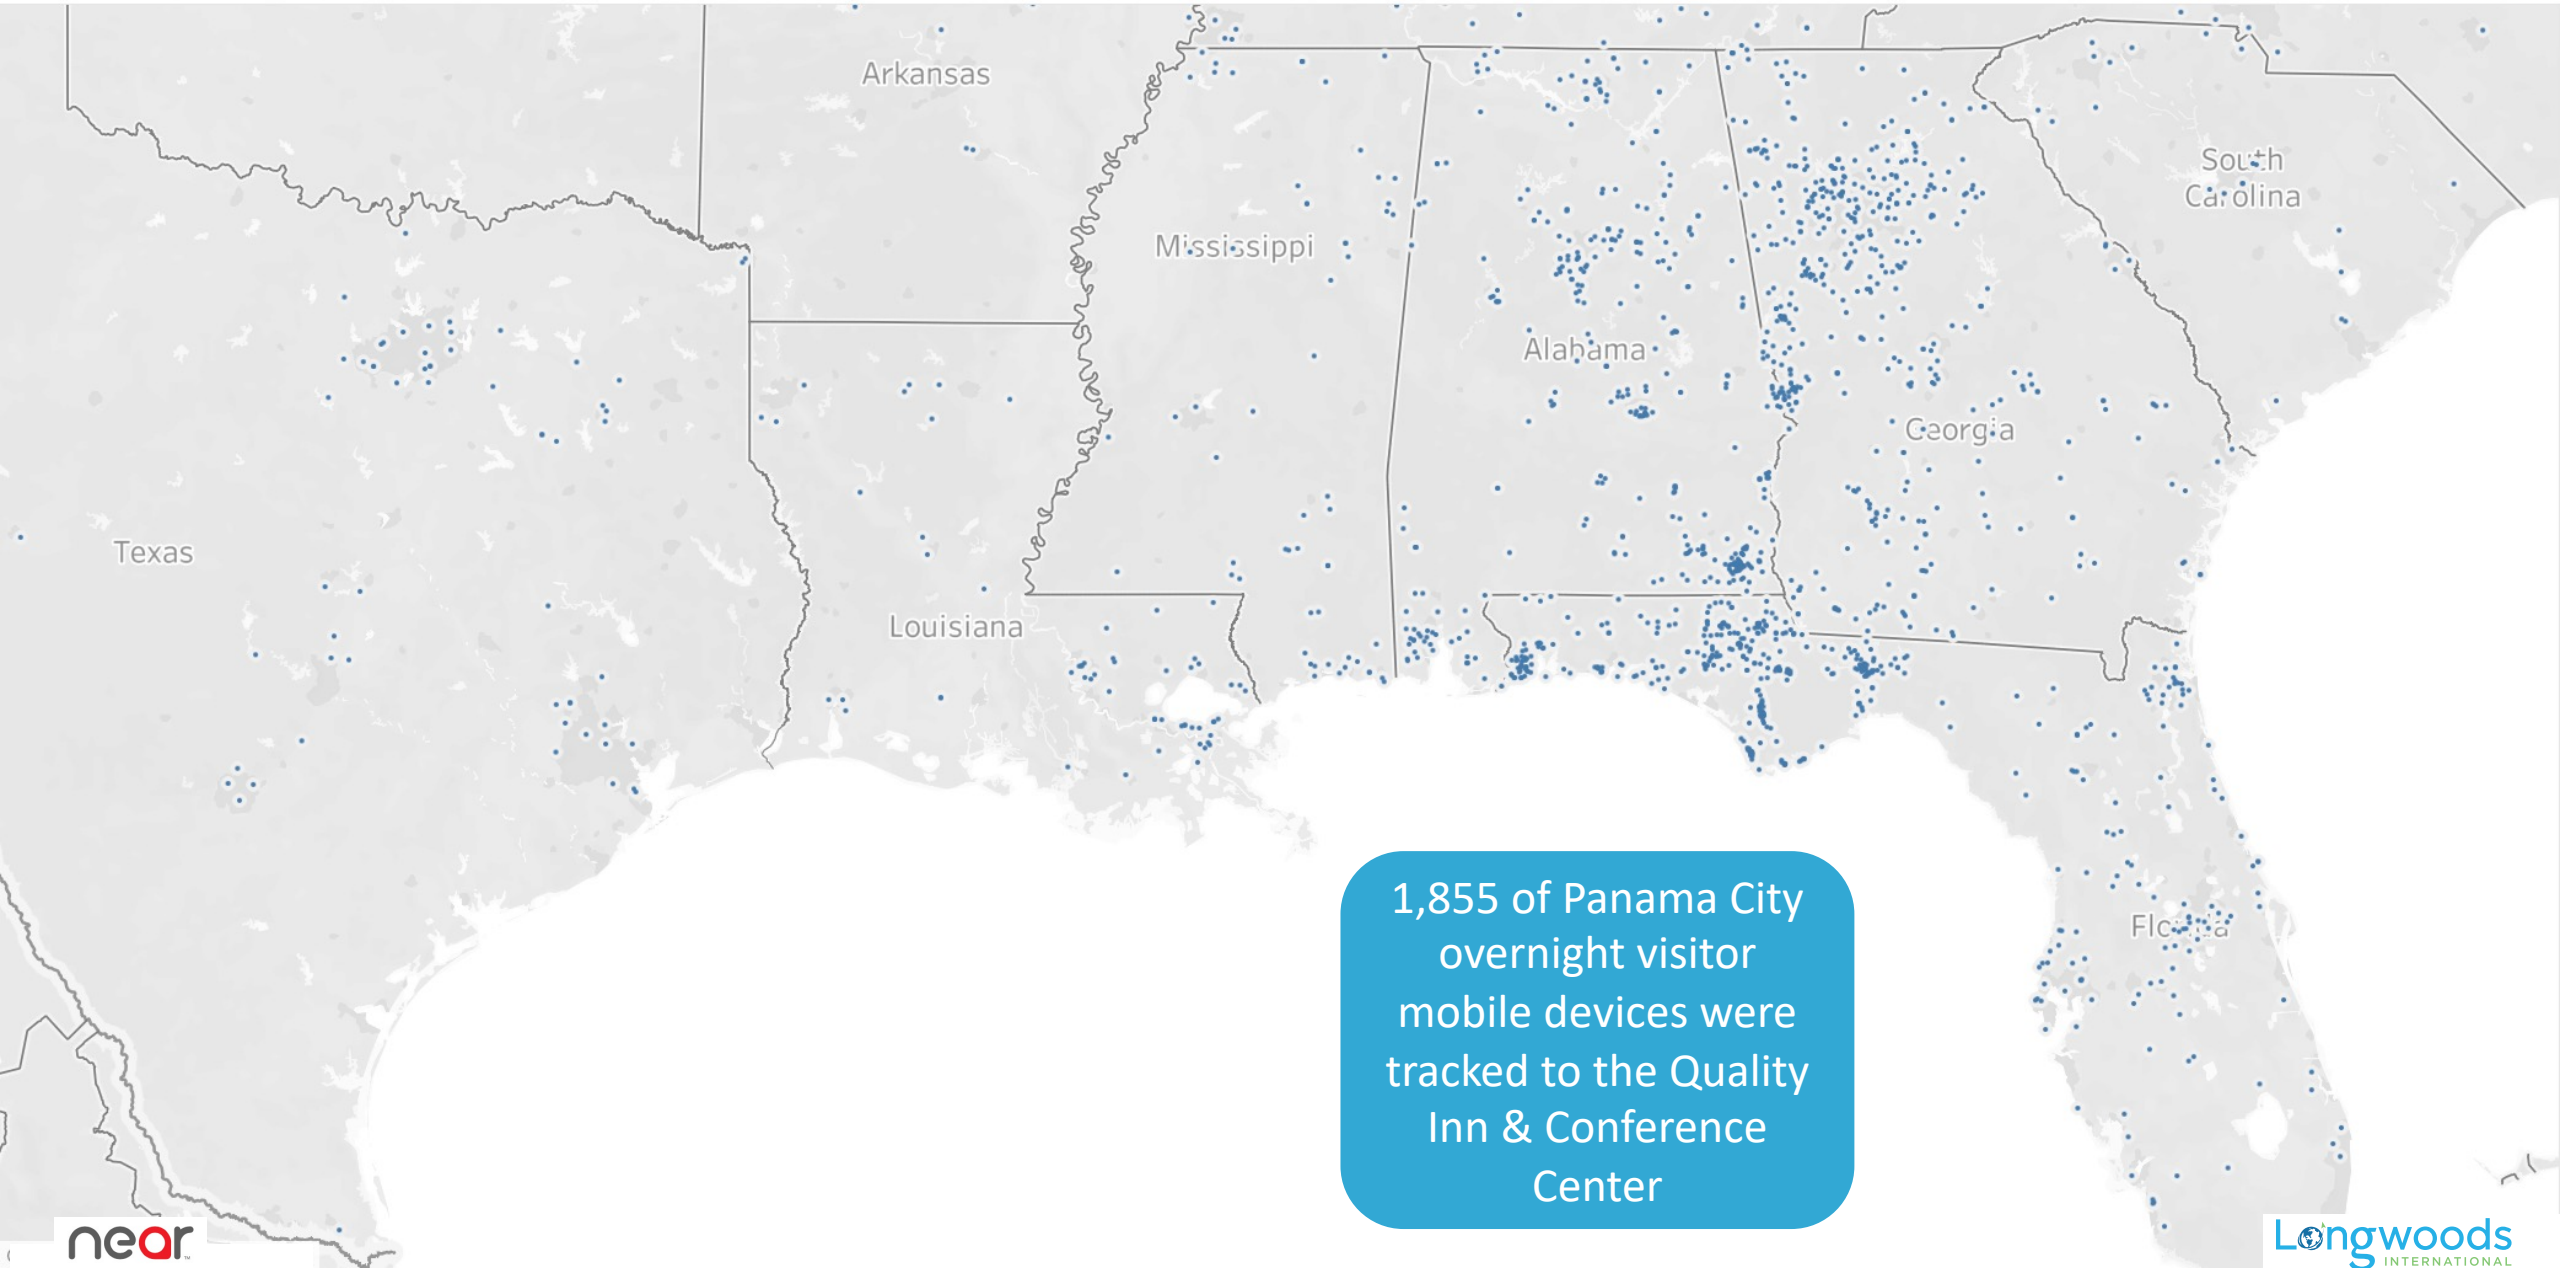 Arkansas
South
Carolina
Mississippi
Alabama
Georgia
Texas
Louisiana
Florida
1,855 of Panama City
overnight visitor
mobile devices were
tracked to the Quality
Inn & Conference
Center
near
Longwoods
INTERNATIONAL